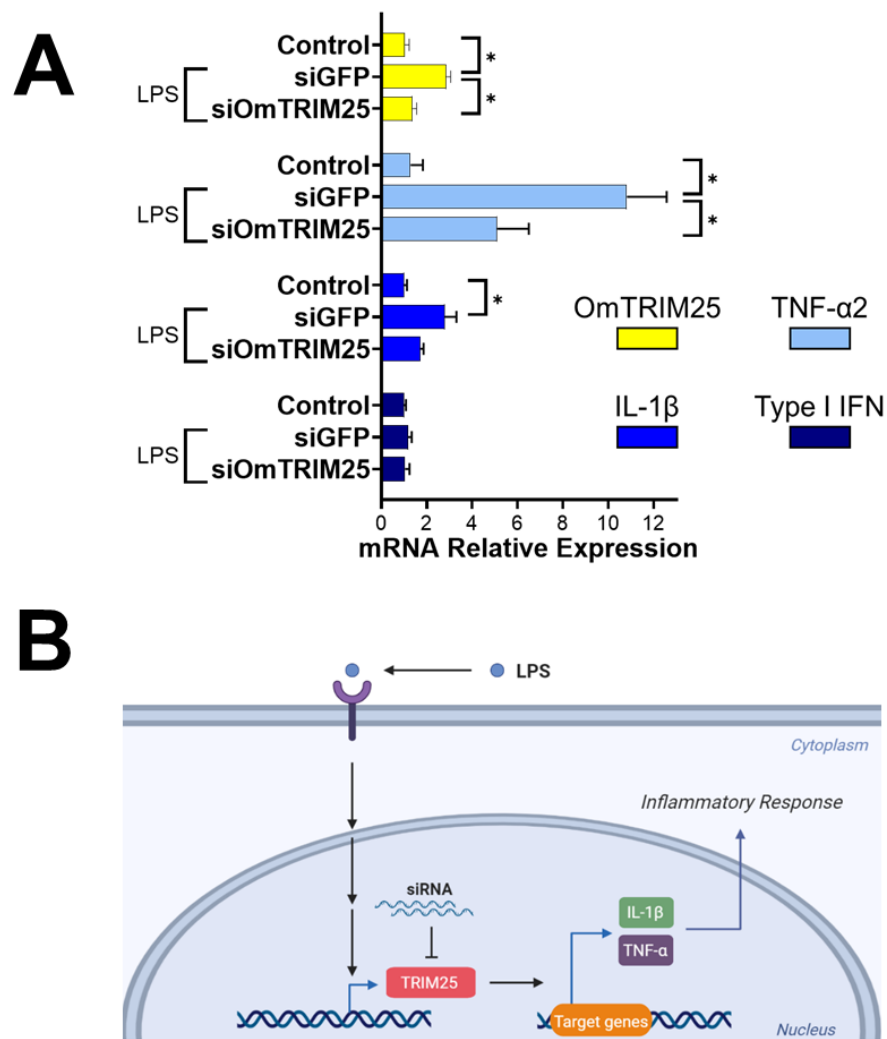 A
Control
siGFP
siOmTRIM25
LPS
*
*
Control
siGFP
siOmTRIM25
LPS
*
*
Control
siGFP
siOmTRIM25
LPS
*
Control
siGFP
siOmTRIM25
LPS
OmTRIM25
TNF-α2
IL-1β
Type I IFN
0 2 4 6 8 10 12
mRNA Relative Expression
B
LPS
Cytoplasm
Inflammatory Response
siRNA
IL-1β
TNF-α
TRIM25
Target genes
Nucleus